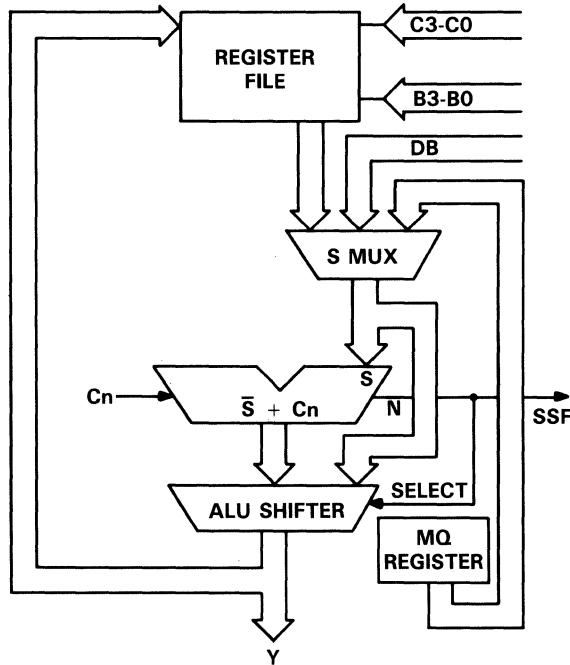 REGISTER
FILE
C3-C0
B3-B0
DB
S MUX
S
Cn
S̅ + Cn
N
SSF
SELECT
ALU SHIFTER
MQ
REGISTER
Y